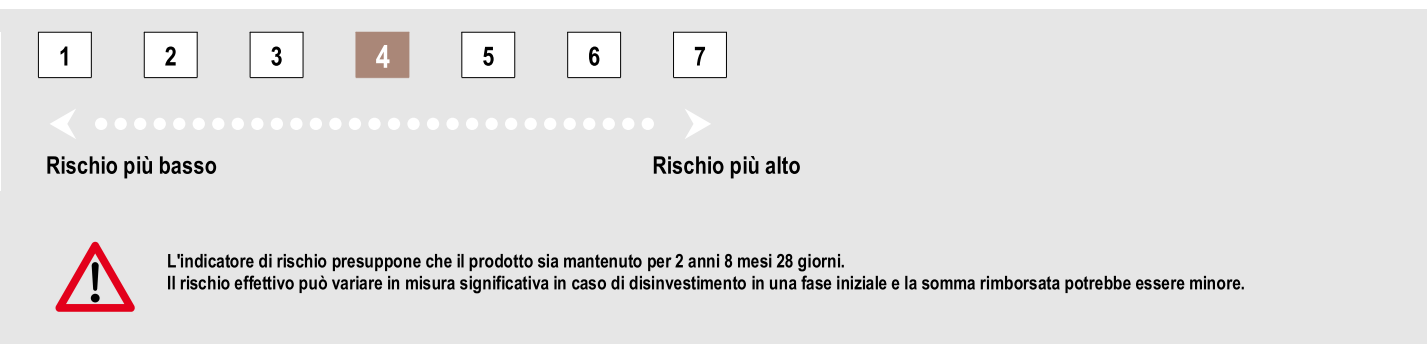 1 2 3 4 5 6 7
Rischio più basso Rischio più alto
L'indicatore di rischio presuppone che il prodotto sia mantenuto per 2 anni 8 mesi 28 giorni.
Il rischio effettivo può variare in misura significativa in caso di disinvestimento in una fase iniziale e la somma rimborsata potrebbe essere minore.